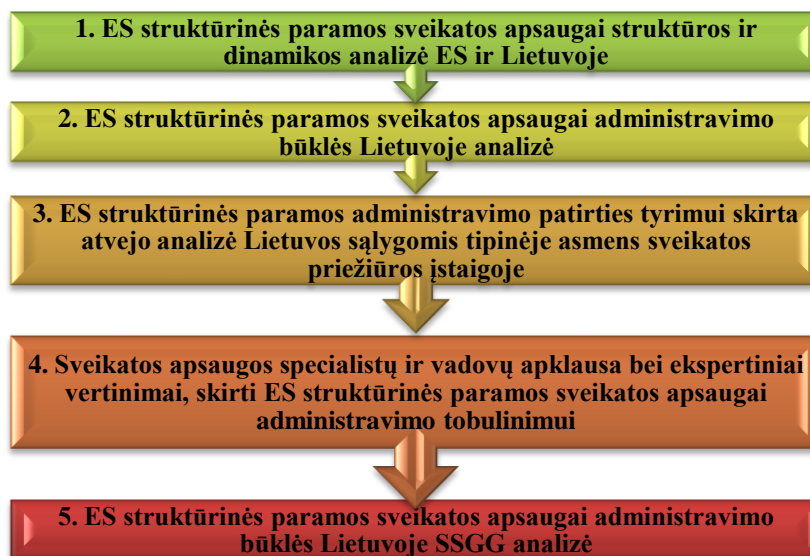 1. ES struktūrinės paramos sveikatos apsaugai struktūros ir
dinamikos analizė ES ir Lietuvoje
2. ES struktūrinės paramos sveikatos apsaugai administravimo
būklės Lietuvoje analizė
3. ES struktūrinės paramos administravimo patirties tyrimui skirta
atvejo analizė Lietuvos sąlygomis tipinėje asmens sveikatos
priežiūros įstaigoje
4. Sveikatos apsaugos specialistų ir vadovų apklausa bei ekspertiniai
vertinimai, skirti ES struktūrinės paramos sveikatos apsaugai
administravimo tobulinimui
5. ES struktūrinės paramos sveikatos apsaugai administravimo
būklės Lietuvoje SSGG analizė